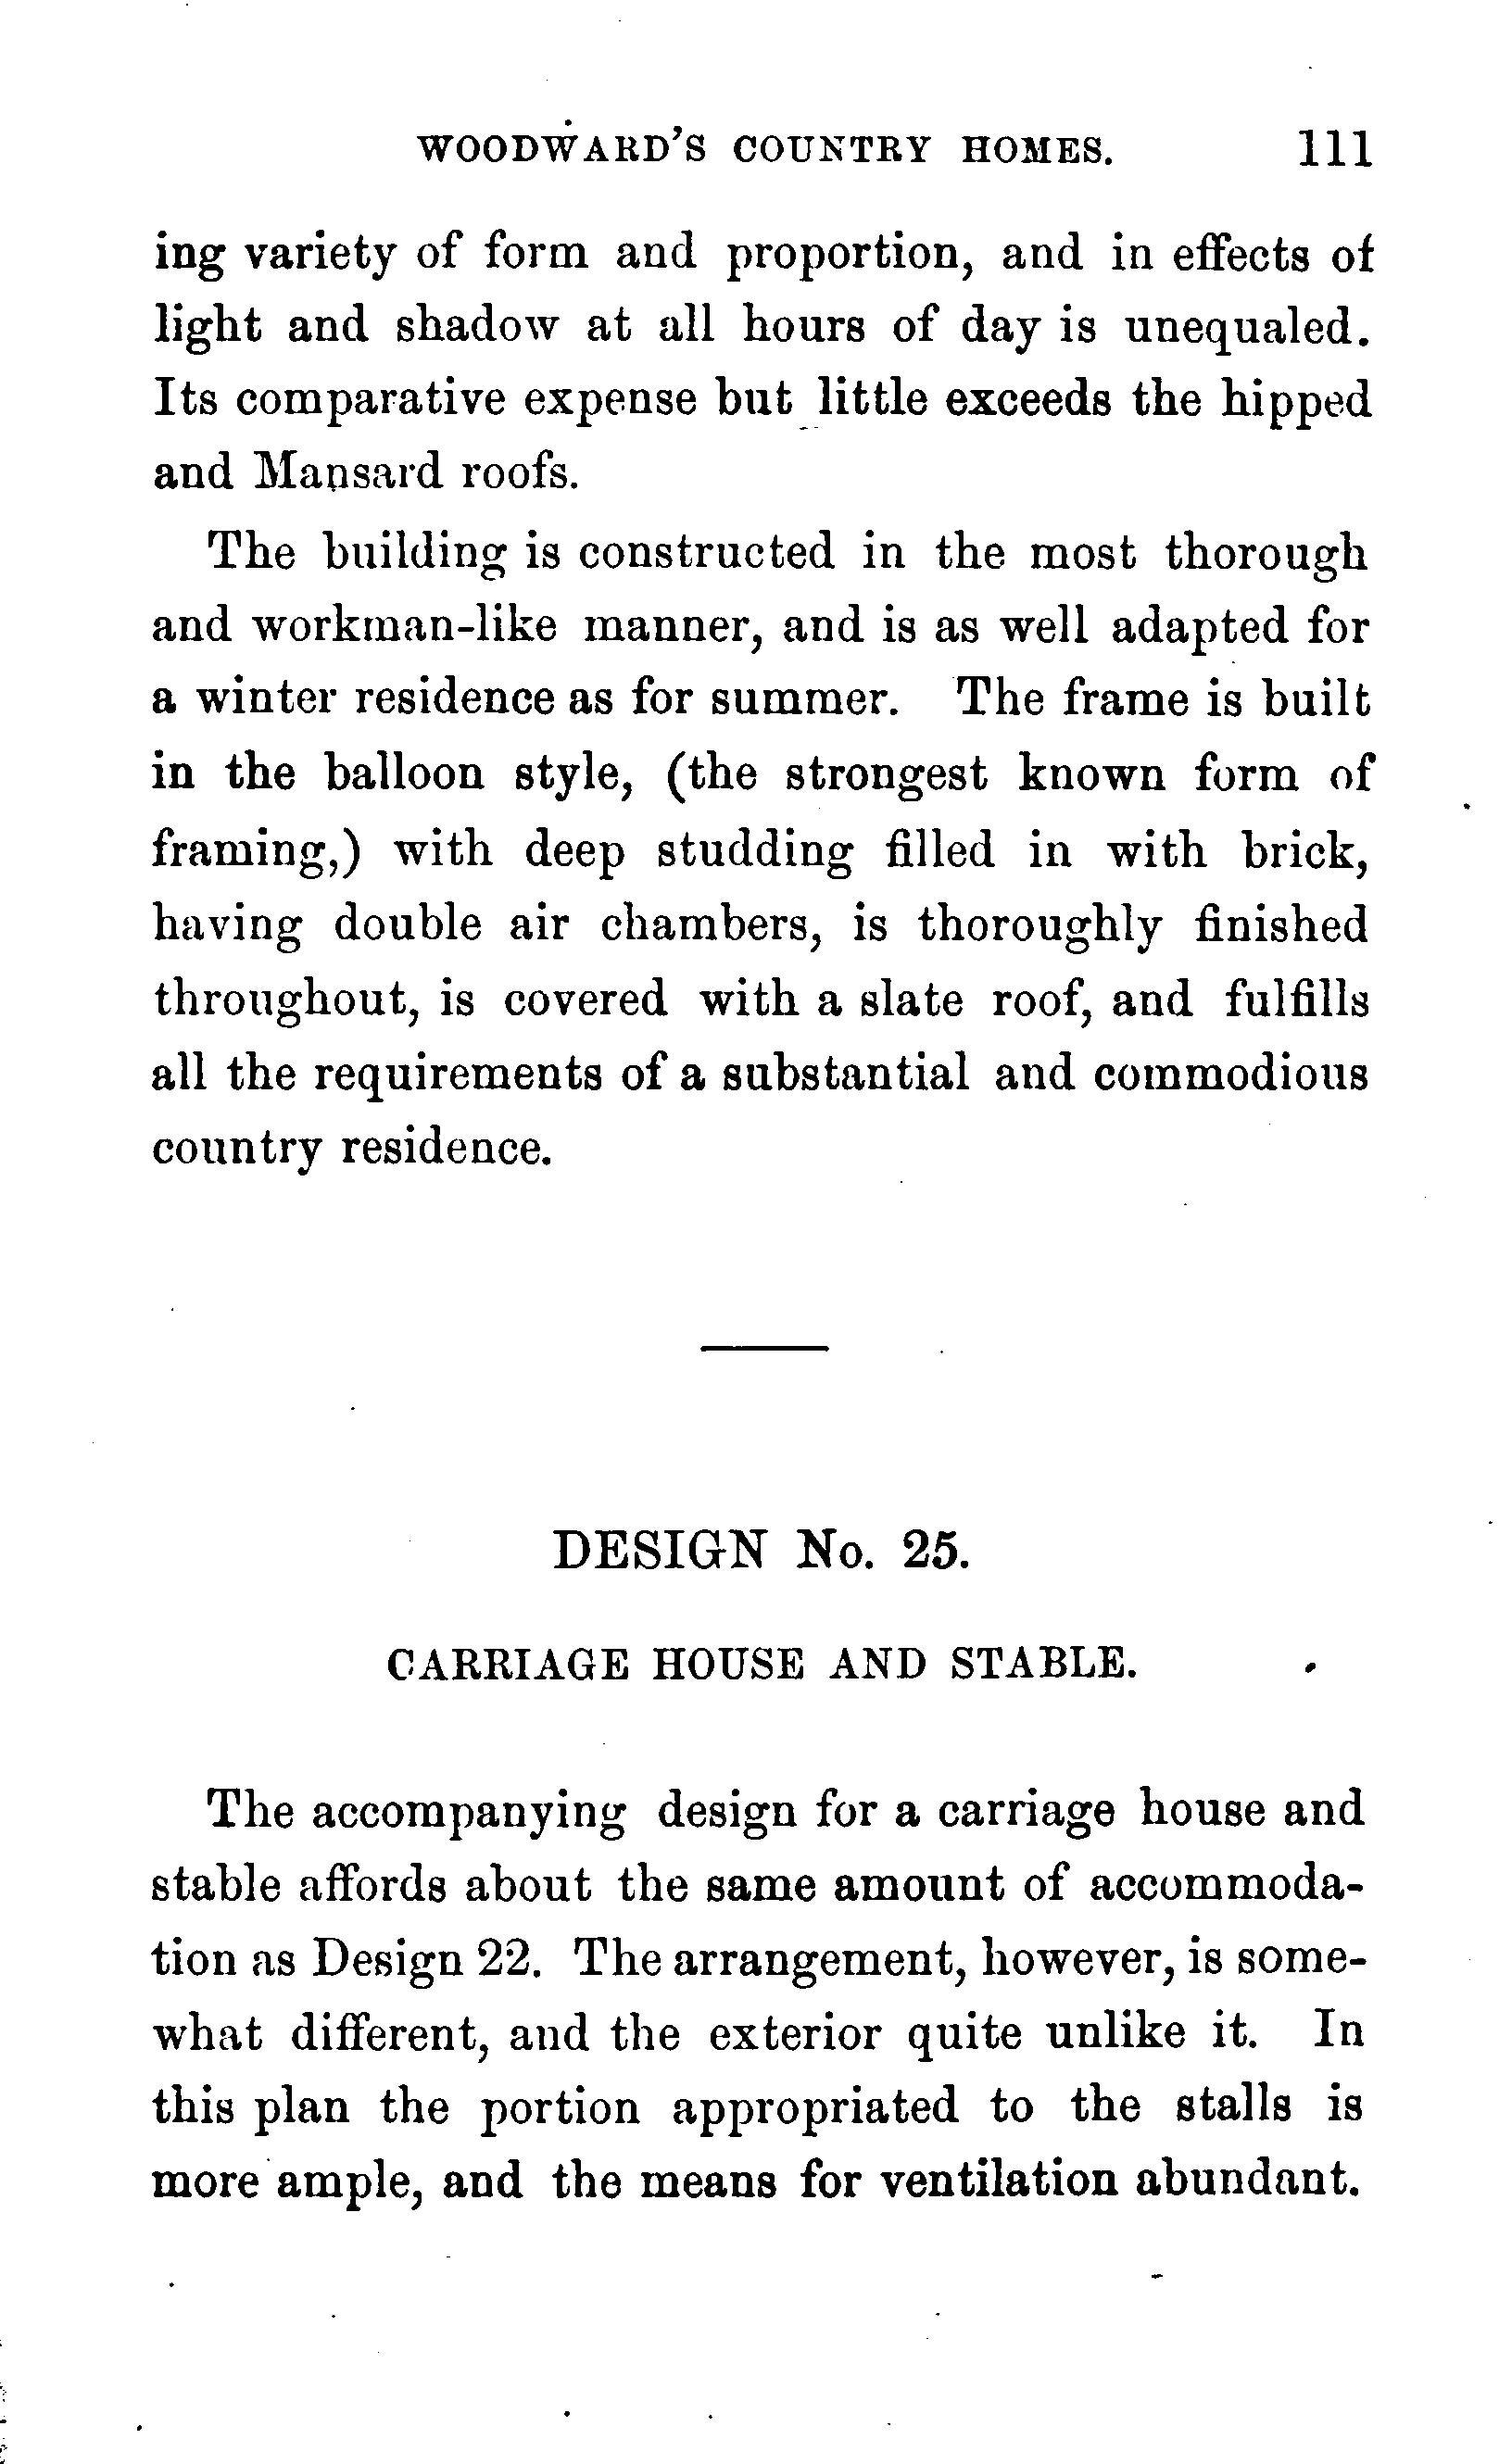 WOODWARD'S COUNTRY HOMES. 111
ing variety of form and proportion, and in effects of
light and shadow at all hours of day is unequaled.
Its comparative expense but little exceeds the hipped
and Mansard roofs.
The building is constructed in the most thorough
and workman-like manner, and is as well adapted for
a winter residence as for summer. The frame is built
in the balloon style, (the strongest known form of
framing,) with deep studding filled in with brick,
having double air chambers, is thoroughly finished
throughout, is covered with a slate roof, and fulfills
all the requirements of a substantial and commodious
country residence.
DESIGN No. 25.
CARRIAGE HOUSE AND STABLE.
The accompanying design for a carriage house and
stable affords about the same amount of accommoda-
tion as Design 22. The arrangement, however, is some-
what different, and the exterior quite unlike it. In
this plan the portion appropriated to the stalls is
more ample, and the means for ventilation abundant.